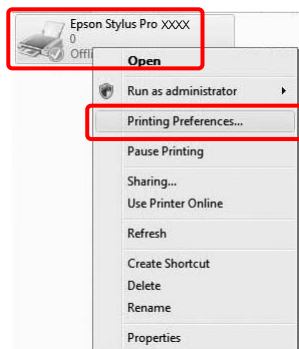 Epson Stylus Pro XXXX
0
Offli
Open
Run as administrator
Printing Preferences...
Pause Printing
Sharing...
Use Printer Online
Refresh
Create Shortcut
Delete
Rename
Properties